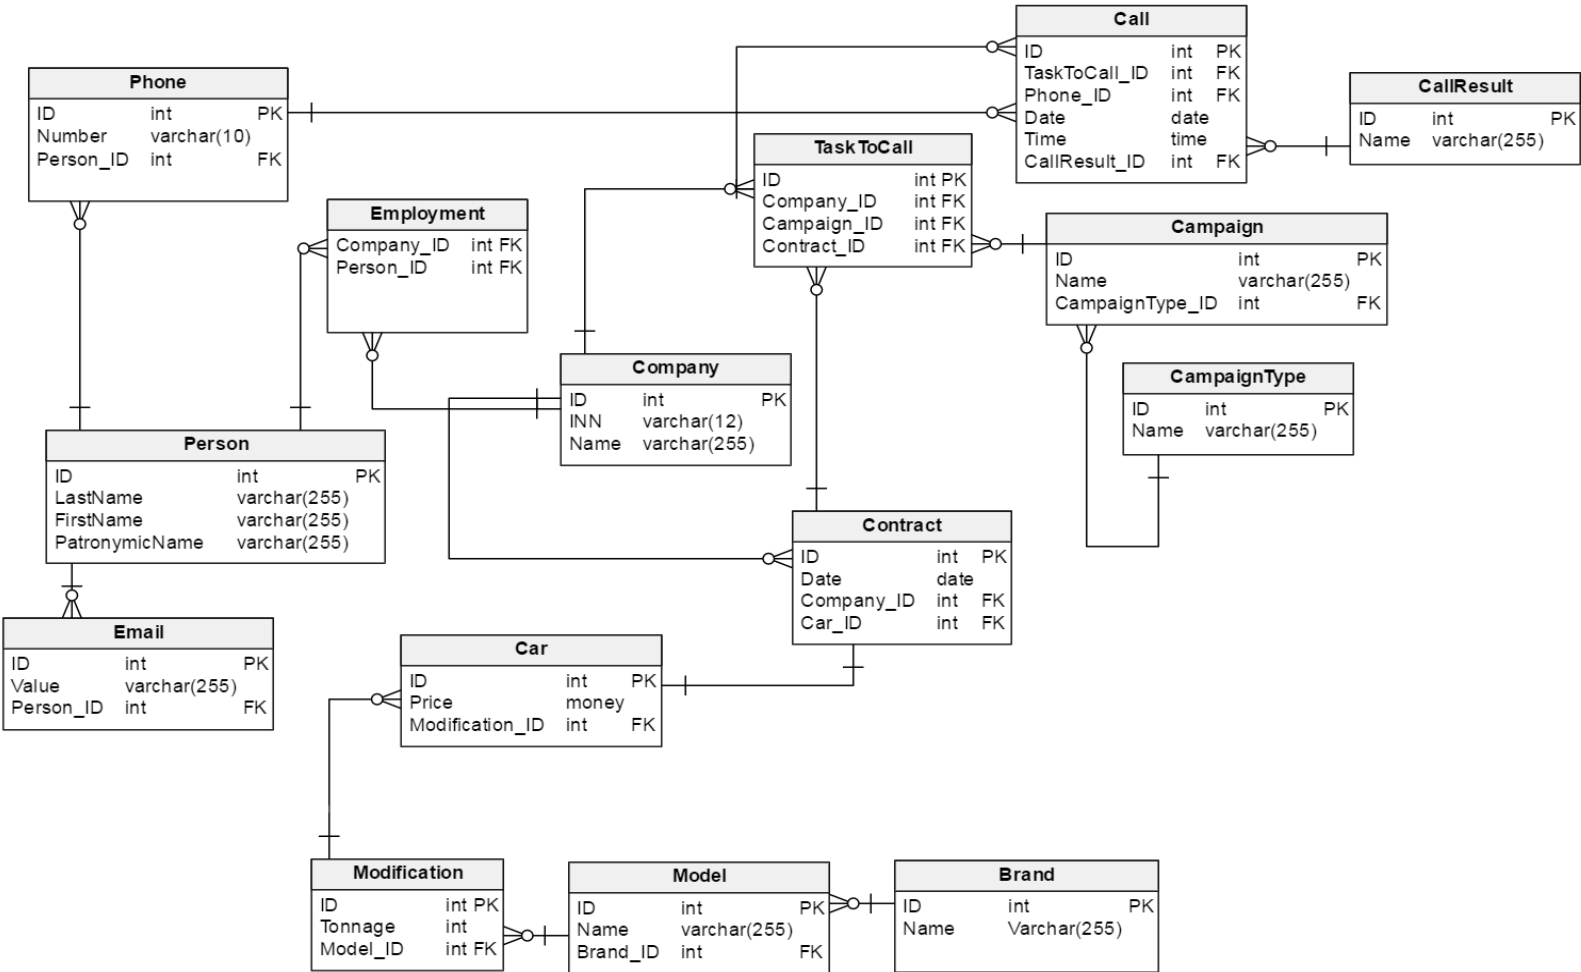 Call
ID int PK
TaskToCall_ID int FK
Phone_ID int FK
Date date
Time time
CallResult_ID int FK
Phone
ID int PK
Number varchar(10)
Person_ID int FK
CallResult
ID int PK
Name varchar(255)
TaskToCall
ID int PK
Company_ID int FK
Campaign_ID int FK
Contract_ID int FK
Employment
Company_ID int FK
Person_ID int FK
Campaign
ID int PK
Name varchar(255)
CampaignType_ID int FK
Company
ID int PK
INN varchar(12)
Name varchar(255)
CampaignType
ID int PK
Name varchar(255)
Person
ID int PK
LastName varchar(255)
FirstName varchar(255)
PatronymicName varchar(255)
Contract
ID int PK
Date date
Company_ID int FK
Car_ID int FK
Email
ID int PK
Value varchar(255)
Person_ID int FK
Car
ID int PK
Price money
Modification_ID int FK
Modification
ID int PK
Tonnage int
Model_ID int FK
Model
ID int PK
Name varchar(255)
Brand_ID int FK
Brand
ID int PK
Name Varchar(255)